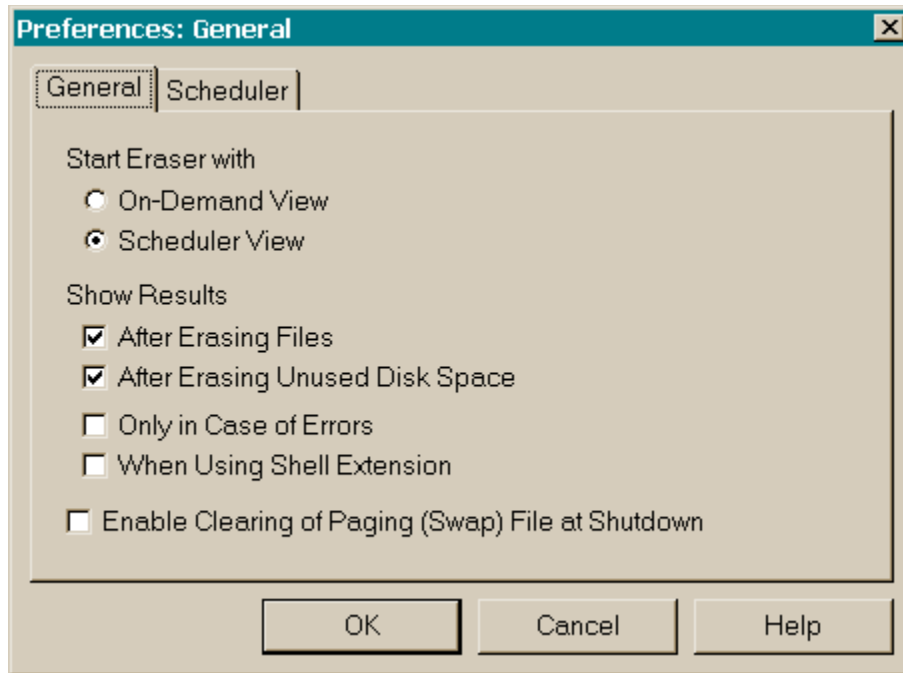 Preferences: General
General Scheduler
Start Eraser with
On-Demand View
Scheduler View
Show Results
After Erasing Files
After Erasing Unused Disk Space
Only in Case of Errors
When Using Shell Extension
Enable Clearing of Paging (Swap) File at Shutdown
OK Cancel Help